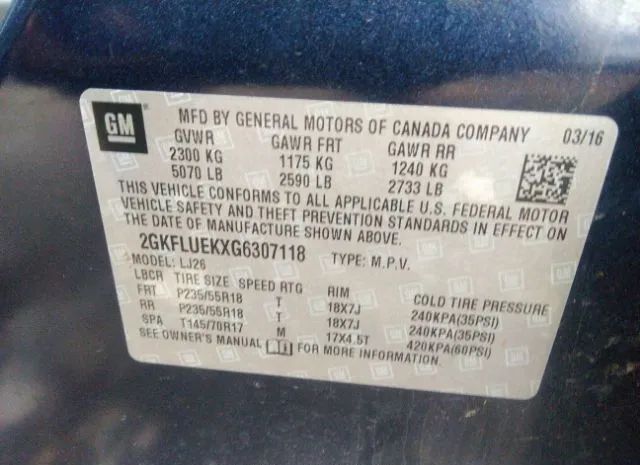 GM
MFD BY GENERAL MOTORS OF CANADA COMPANY 03/16
GVWR GAWR FRT GAWR RR
2300 KG 1175 KG 1240 KG
5070 LB 2590 LB 2733 LB
THIS VEHICLE CONFORMS TO ALL APPLICABLE U.S. FEDERAL MOTOR
VEHICLE SAFETY AND THEFT PREVENTION STANDARDS IN EFFECT ON
THE DATE OF MANUFACTURE SHOWN ABOVE.
2GKFLUEKXG6307118 TYPE: M.P.V.
MODEL: LJ26
LBCR TIRE SIZE SPEED RTG RIM COLD TIRE PRESSURE
FRT P235/55R18 T 18X7J 240KPA(35PSI)
RR P235/55R18 T 18X7J 240KPA(35PSI)
SPA T145/70R17 M 17X4.5T 420KPA(60PSI)
SEE OWNER'S MANUAL FOR MORE INFORMATION.